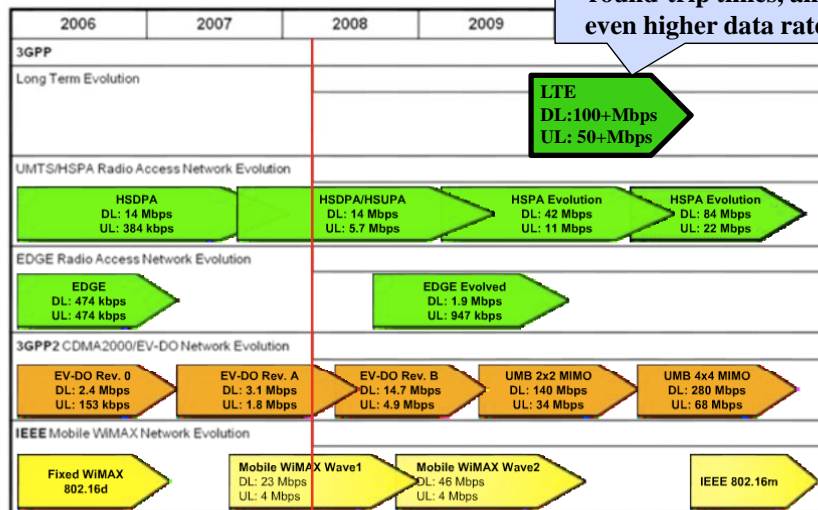 round-trip times, an
even higher data rate
2006 2007 2008 2009
3GPP
Long Term Evolution
LTE
DL:100+Mbps
UL: 50+Mbps
UMTS/HSPA Radio Access Network Evolution
HSDPA
DL: 14 Mbps
UL: 384 kbps
HSDPA/HSUPA
DL: 14 Mbps
UL: 5.7 Mbps
HSPA Evolution
DL: 42 Mbps
UL: 11 Mbps
HSPA Evolution
DL: 84 Mbps
UL: 22 Mbps
EDGE Radio Access Network Evolution
EDGE
DL: 474 kbps
UL: 474 kbps
EDGE Evolved
DL: 1.9 Mbps
UL: 947 kbps
3GPP2 CDMA2000/EV-DO Network Evolution
EV-DO Rev. 0
DL: 2.4 Mbps
UL: 153 kbps
EV-DO Rev. A
DL: 3.1 Mbps
UL: 1.8 Mbps
EV-DO Rev. B
DL: 14.7 Mbps
UL: 4.9 Mbps
UMB 2x2 MIMO
DL: 140 Mbps
UL: 34 Mbps
UMB 4x4 MIMO
DL: 280 Mbps
UL: 68 Mbps
IEEE Mobile WiMAX Network Evolution
Fixed WiMAX
802.16d
Mobile WiMAX Wave1
DL: 23 Mbps
UL: 4 Mbps
Mobile WiMAX Wave2
DL: 46 Mbps
UL: 4 Mbps
IEEE 802.16m